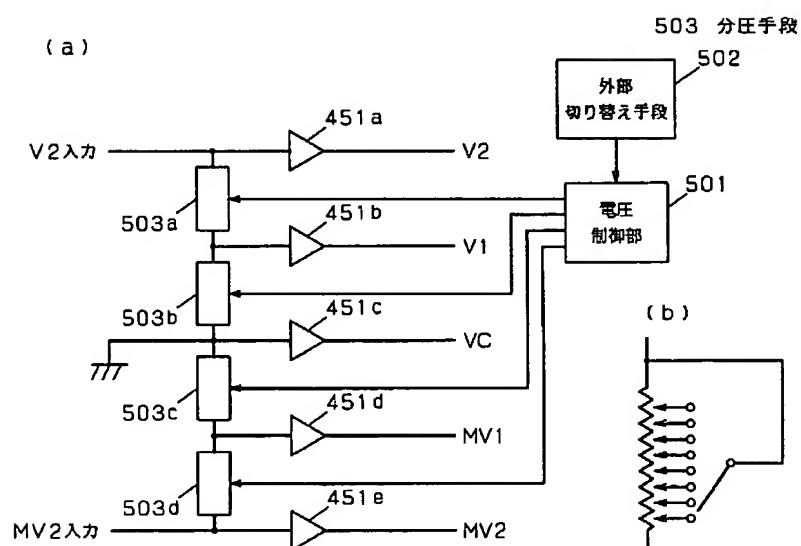 (a)
503 分圧手段
502
外部
切り替え手段
451a
V2入力
V2
501
電圧
制御部
503a
451b
V1
503b
451c
VC
(b)
503c
451d
MV1
503d
451e
MV2入力
MV2